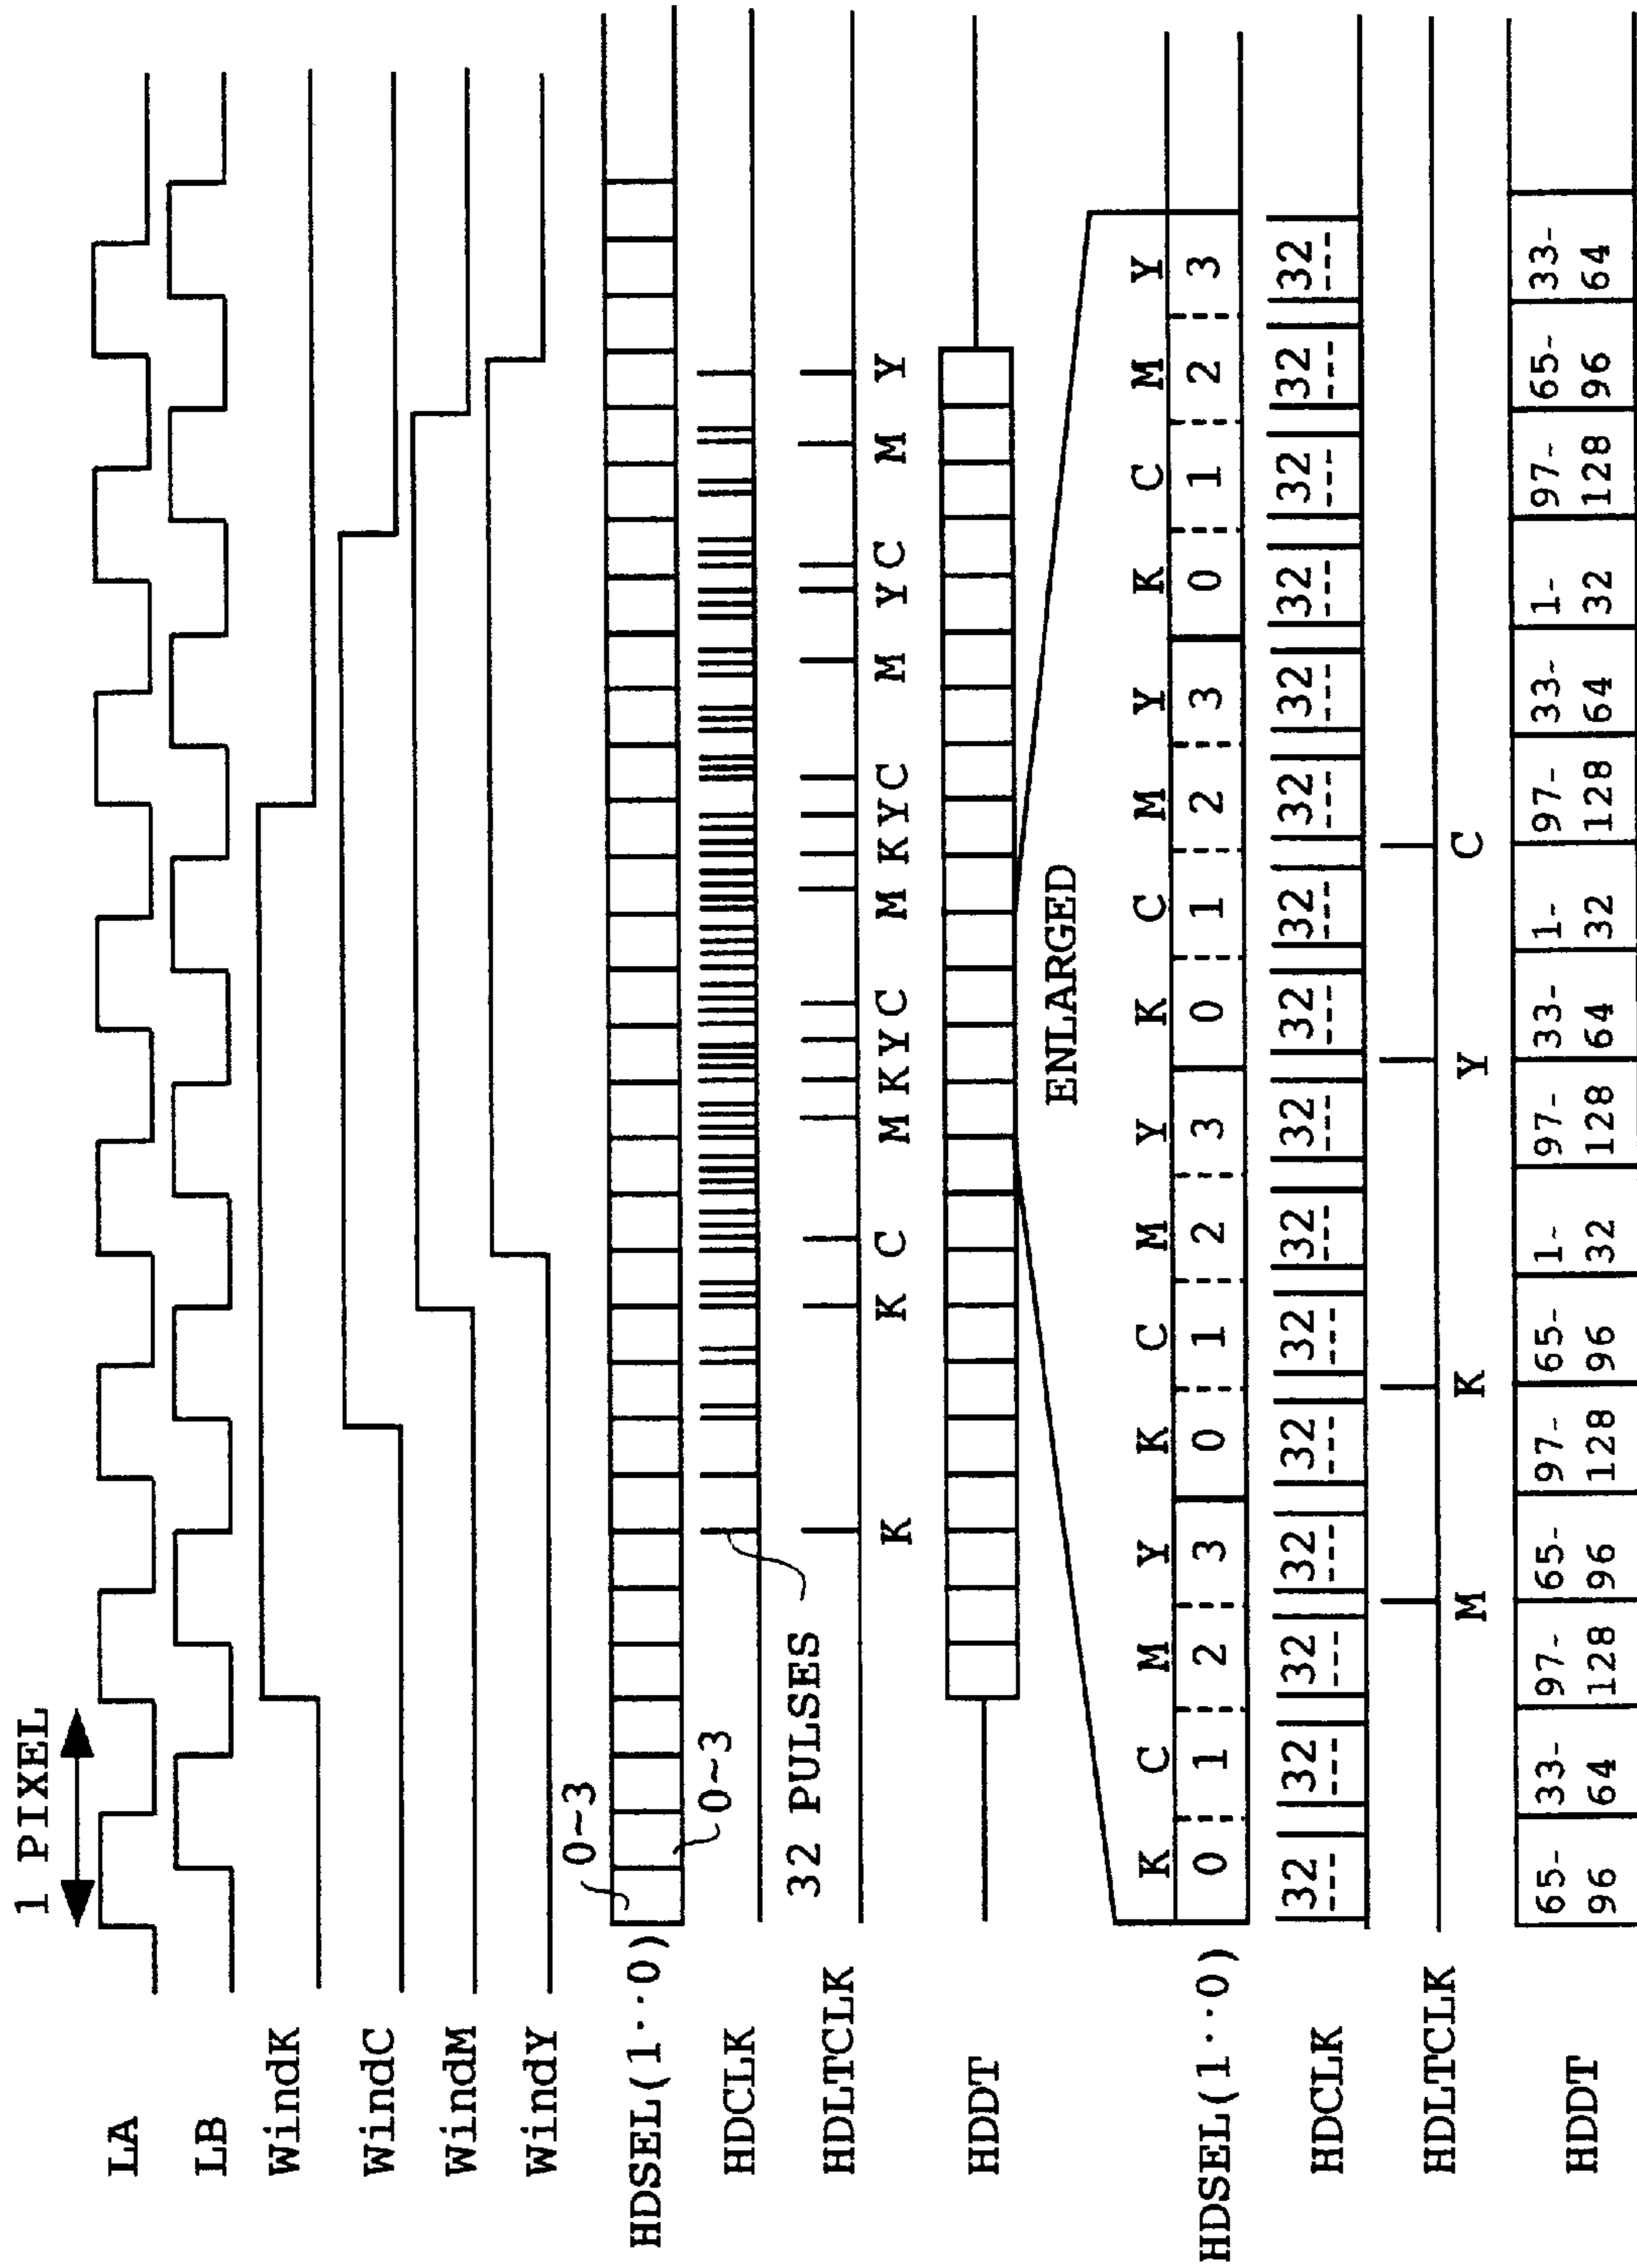 1 PIXEL
LA
LB
WindK
WindC
WindM
WindY
0~3
HDSEL(1··0)
0~3
HDCLK
32 PULSES
HDLTCLK
K K C M K Y C M K Y C M Y C M Y
HDDT
ENLARGED
K C M Y K C M Y K C M Y K C M Y
HDSEL(1··0) 0 1 2 3 0 1 2 3 0 1 2 3 0 1 2 3
HDCLK 32 32 32 32 32 32 32 32 32 32 32 32 32 32 32 32
HDLTCLK
M K Y C
HDDT
65- 33- 97- 65- 97- 65- 1- 97- 33- 1- 97- 33- 1- 97- 65- 33-
96 64 128 96 128 96 32 128 64 32 128 64 32 128 96 64